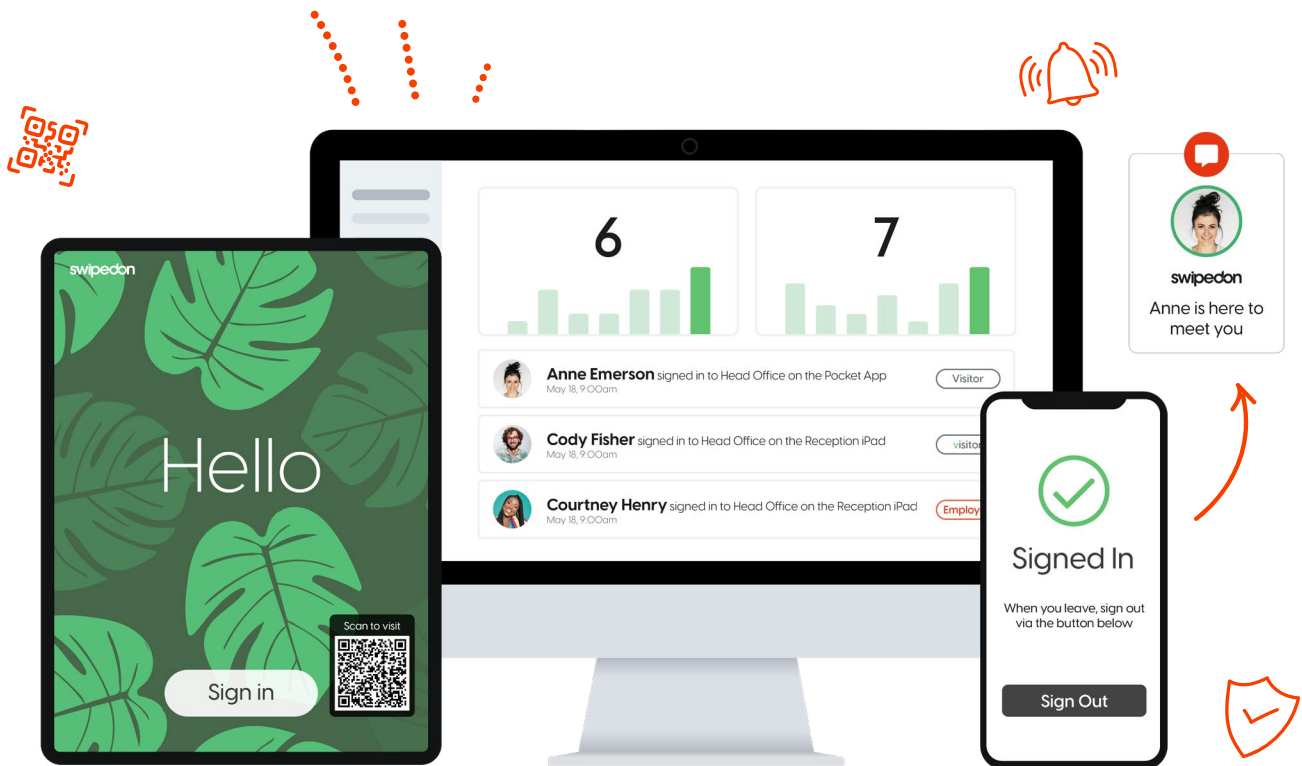 swipedon
Hello
Scan to visit
Sign in
6
7
Anne Emerson signed in to Head Office on the Pocket App
May 18, 9:00am
Visitor
Cody Fisher signed in to Head Office on the Reception iPad
May 18, 9:00am
visitor
Courtney Henry signed in to Head Office on the Reception iPad
May 18, 9:00am
Employ
swipedon
Anne is here to
meet you
Signed In
When you leave, sign out
via the button below
Sign Out